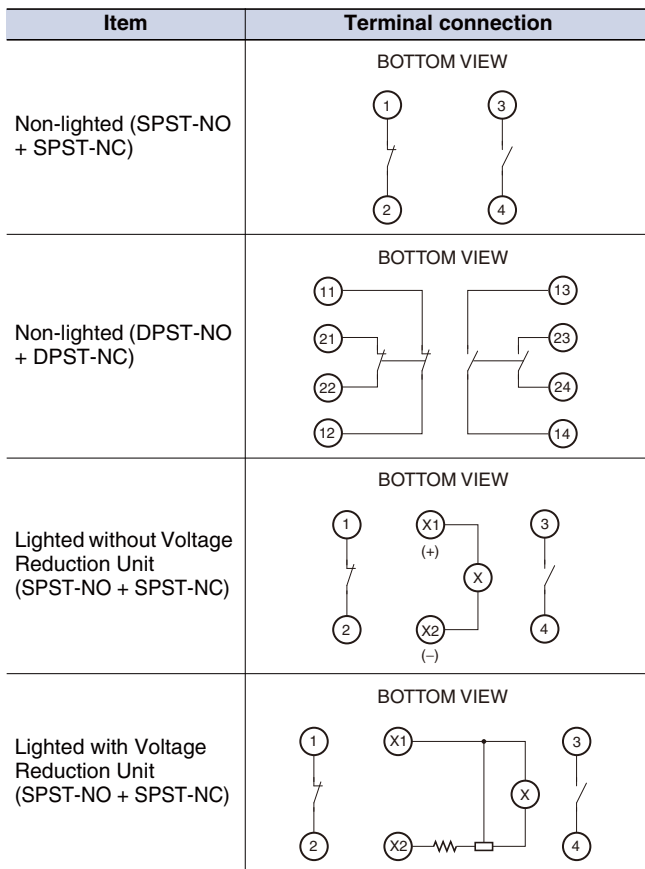 Item Terminal connection
BOTTOM VIEW
Non-lighted (SPST-NO
+ SPST-NC)
1 3
2 4
BOTTOM VIEW
Non-lighted (DPST-NO
+ DPST-NC)
11 13
21 23
22 24
12 14
BOTTOM VIEW
Lighted without Voltage
Reduction Unit
(SPST-NO + SPST-NC)
1 X1 3
(+)
X
2 X2 4
(−)
BOTTOM VIEW
Lighted with Voltage
Reduction Unit
(SPST-NO + SPST-NC)
1 X1 3
X
2 X2 4